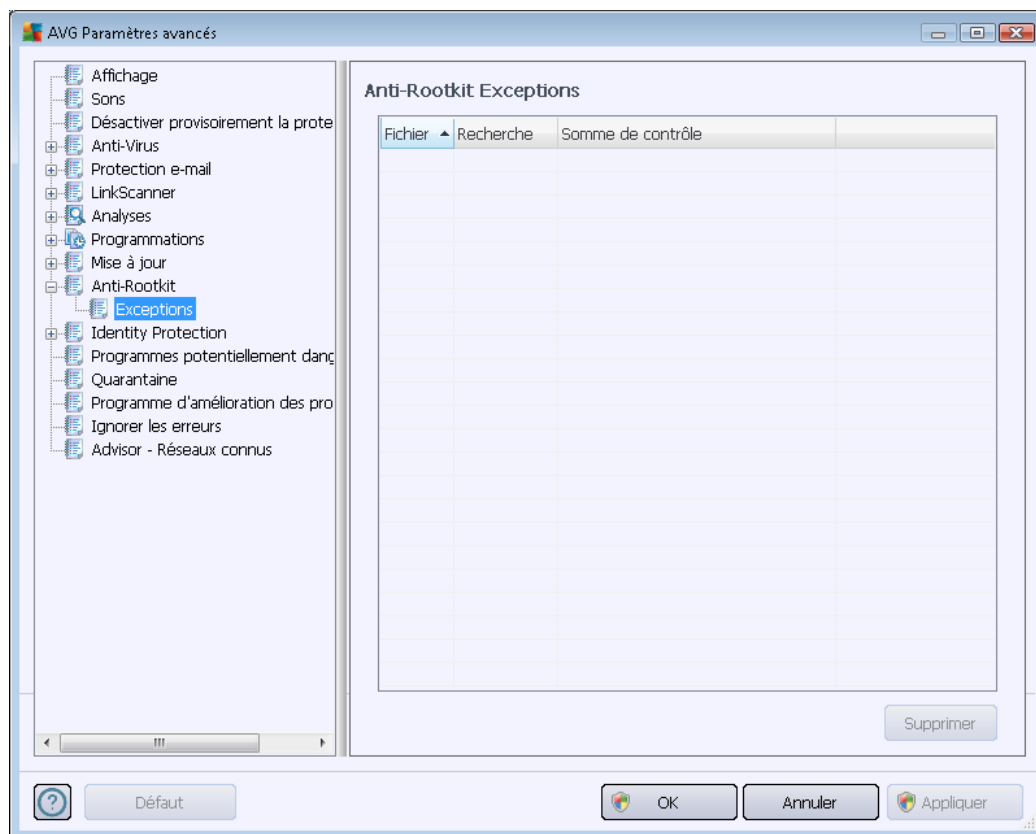 AVG Paramètres avancés
Affichage
Sons
Désactiver provisoirement la prote
Anti-Virus
Protection e-mail
LinkScanner
Analyses
Programmations
Mise à jour
Anti-Rootkit
Exceptions
Identity Protection
Programmes potentiellement dang
Quarantaine
Programme d'amélioration des pro
Ignorer les erreurs
Advisor - Réseaux connus
Anti-Rootkit Exceptions
Fichier Recherche Somme de contrôle
Supprimer
Défaut OK Annuler Appliquer